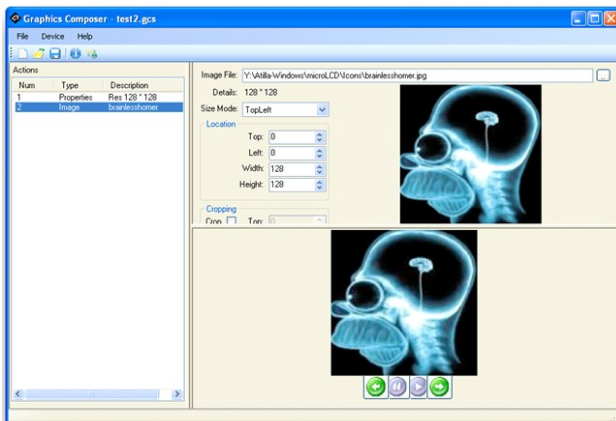 Graphics Composer - test2.gcs
File Device Help
Actions
Num Type Description
1 Properties Res 128 * 128
2 Image brainlesshomer
Image File: Y:\Atilla-Windows\microLCD\Icons\brainlesshomer.jpg ...
Details: 128 * 128
Size Mode: TopLeft
Location
Top: 0
Left: 0
Width: 128
Height: 128
Cropping
Crop Top: 0